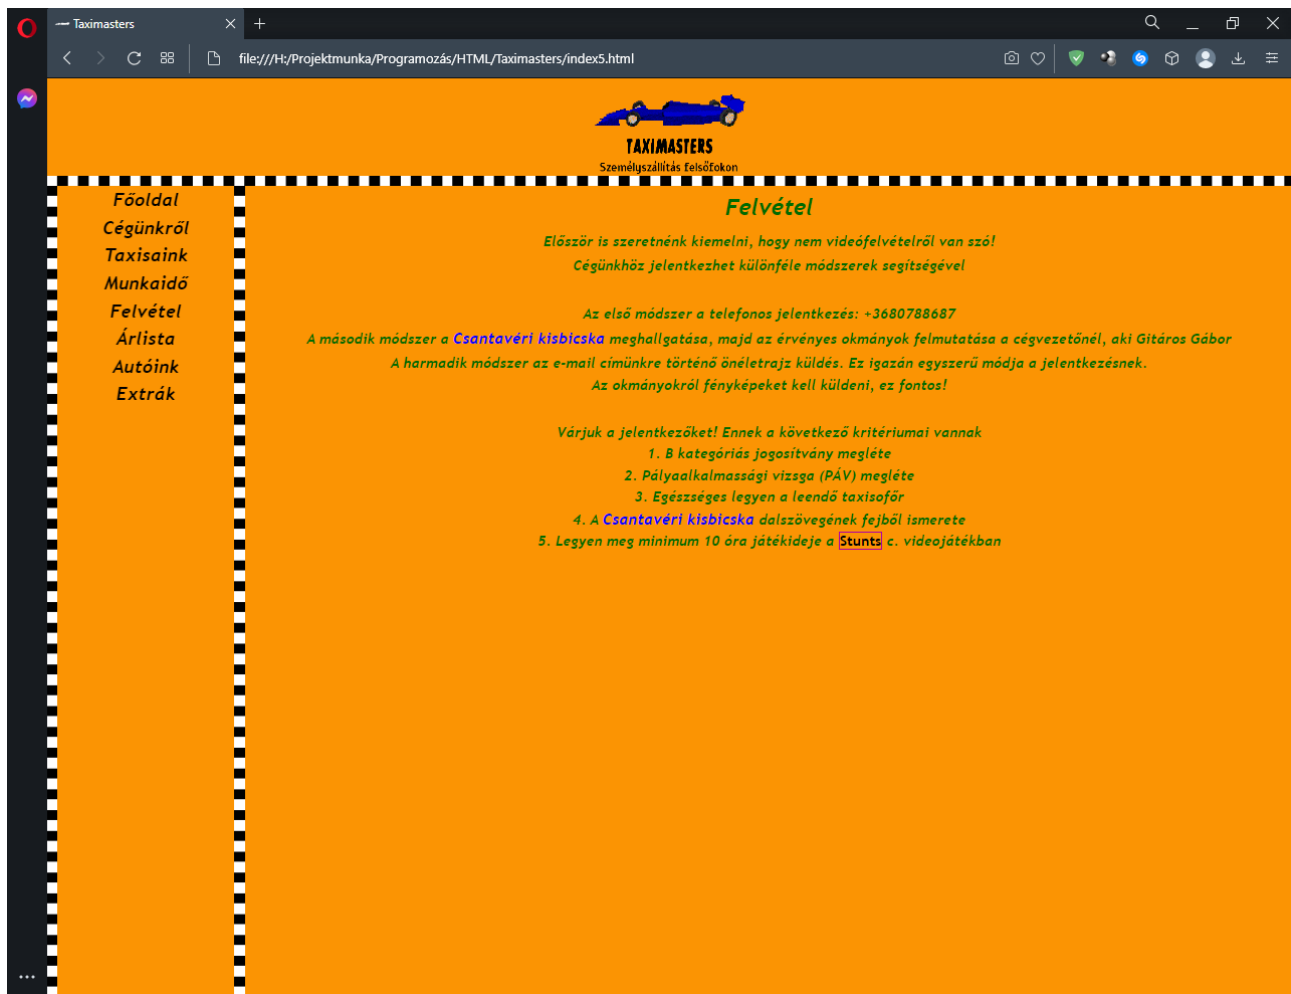 Taximasters
file:///H:/Projektmunka/Programozás/HTML/Taximasters/index5.html
TAXIMASTERS
Személyszállítás felsőfokon
Főoldal
Cégünkről
Taxisaink
Munkaidő
Felvétel
Árlista
Autóink
Extrák
Felvétel
Először is szeretnénk kiemelni, hogy nem videófelvételről van szó!
Cégünkhöz jelentkezhet különféle módszerek segítségével
Az első módszer a telefonos jelentkezés: +3680788687
A második módszer a Csantavéri kisbicska meghallgatása, majd az érvényes okmányok felmutatása a cégvezetőnél, aki Gitáros Gábor
A harmadik módszer az e-mail címünkre történő önéletrajz küldés. Ez igazán egyszerű módja a jelentkezésnek.
Az okmányokról fényképeket kell küldeni, ez fontos!
Várjuk a jelentkezőket! Ennek a következő kritériumai vannak
1. B kategóriás jogosítvány megléte
2. Pályaalkalmassági vizsga (PÁV) megléte
3. Egészséges legyen a leendő taxisofőr
4. A Csantavéri kisbicska dalszövegének fejből ismerete
5. Legyen meg minimum 10 óra játékideje a Stunts c. videojátékban